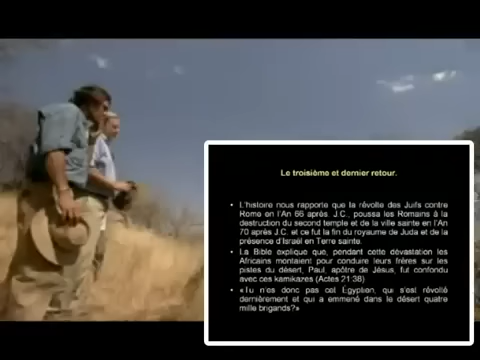 Le troisième et dernier retour.
• L'histoire nous rapporte que la révolte des Juifs contre
Rome en l'An 66 après J.C., poussa les Romains à la
destruction du second temple et de la ville sainte en l'An
70 après J.C. et ce fut la fin du royaume de Juda et de la
présence d'Israël en Terre sainte.
• La Bible explique que, pendant cette dévastation les
Africains montaient pour conduire leurs frères sur les
pistes du désert, Paul, apôtre de Jésus, fut confondu
avec ces kamikazes (Actes 21:38)
• «Tu n'es donc pas cet Égyptien, qui s'est révolté
dernièrement et qui a emmené dans le désert quatre
mille brigands?»